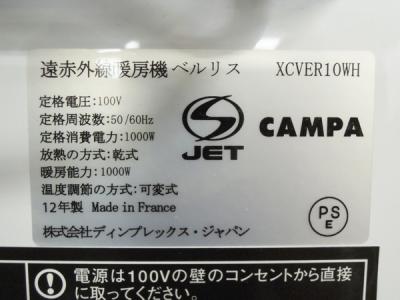 遠赤外線暖房機 ベルリス XCVER10WH
定格電圧:100V
定格周波数:50/60Hz
定格消費電力:1000W
放熱の方式:乾式
暖房能力:1000W
温度調節の方式:可変式
12年製 Made in France
株式会社ディンプレックス・ジャパン
S JET
CAMPA
PS
E
電源は100Vの壁のコンセントから直接
に取ってください。